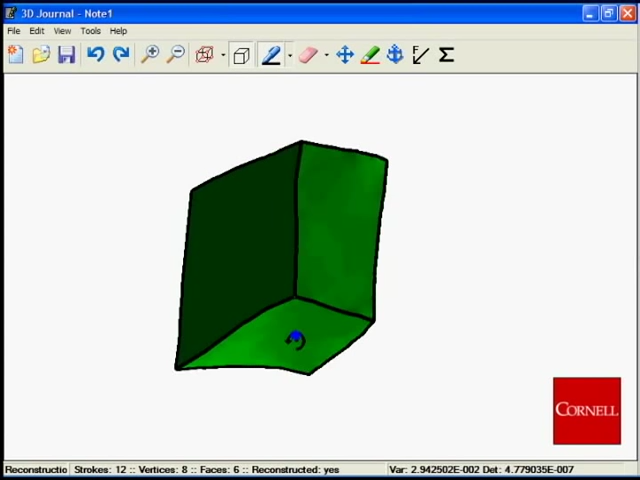 3D Journal - Note1
File Edit View Tools Help
F Σ
CORNELL
Reconstructio Strokes: 12 :: Vertices: 8 :: Faces: 6 :: Reconstructed: yes Var: 2.942502E-002 Det: 4.779035E-007